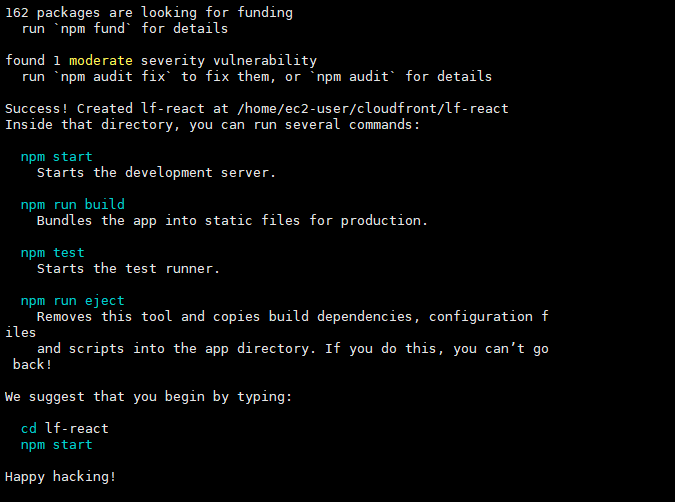 162 packages are looking for funding
  run `npm fund` for details

found 1 moderate severity vulnerability
  run `npm audit fix` to fix them, or `npm audit` for details

Success! Created lf-react at /home/ec2-user/cloudfront/lf-react
Inside that directory, you can run several commands:

  npm start
    Starts the development server.

  npm run build
    Bundles the app into static files for production.

  npm test
    Starts the test runner.

  npm run eject
    Removes this tool and copies build dependencies, configuration f
iles
    and scripts into the app directory. If you do this, you can’t go
 back!

We suggest that you begin by typing:

  cd lf-react
  npm start

Happy hacking!